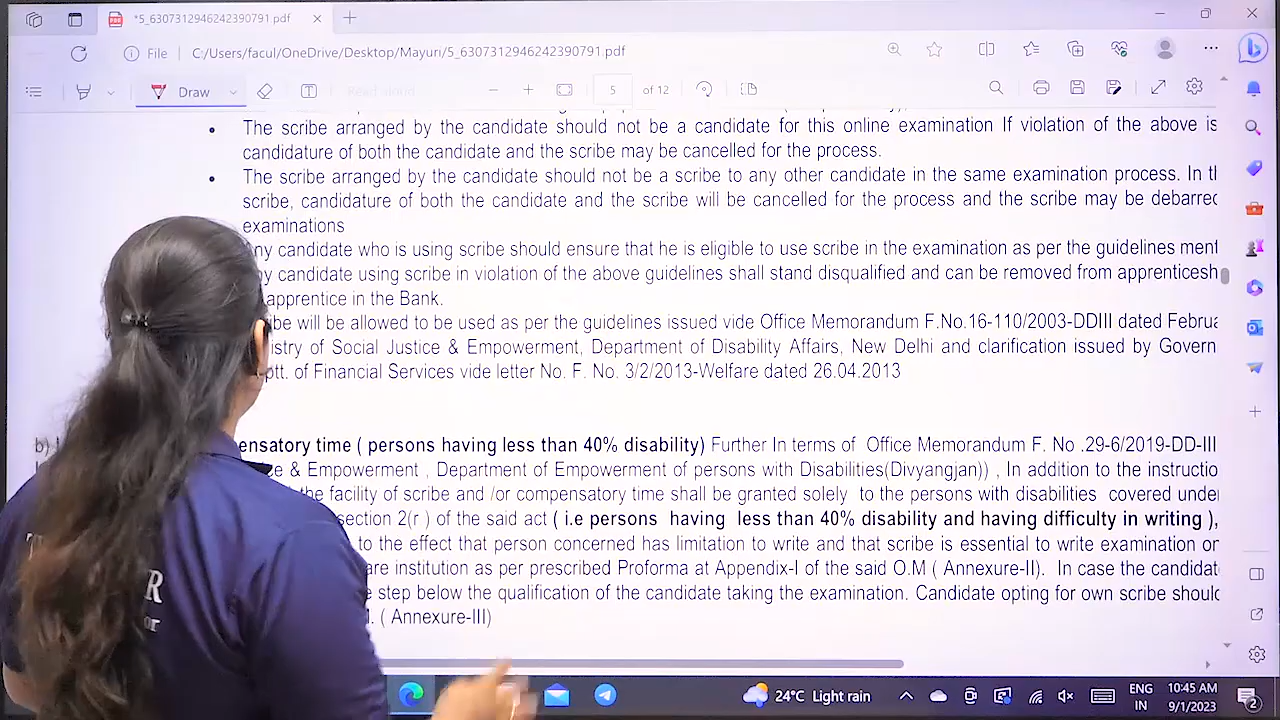 *5_6307312946242390791 pdf
File C:/Users/facul/OneDrive/Desktop/Mayuri/5_6307312946242390791.pdf
Draw
5 of 12
The scribe arranged by the candidate should not be a candidate for this online examination If violation of the above is
candidature of both the candidate and the scribe may be cancelled for the process.
The scribe arranged by the candidate should not be a scribe to any other candidate in the same examination process. In
scribe, candidature of both the candidate and the scribe will be cancelled for the process and the scribe may be debarred
examinations
candidate who is using scribe should ensure that he is eligible to use scribe in the examination as per the guidelines ment
candidate using scribe in violation of the above guidelines shall stand disqualified and can be removed from apprenticesh
apprentice in the Bank.
be will be allowed to be used as per the guidelines issued vide Office Memorandum F.No.16-110/2003-DDIII dated Februa
istry of Social Justice & Empowerment, Department of Disability Affairs, New Delhi and clarification issued by Govern
ptt. of Financial Services vide letter No. F. No. 3/2/2013-Welfare dated 26.04.2013
b)
ensatory time ( persons having less than 40% disability) Further In terms of Office Memorandum F. No .29-6/2019-DD-III
e & Empowerment , Department of Empowerment of persons with Disabilities(Divyangjan)) , In addition to the instructio
the facility of scribe and /or compensatory time shall be granted solely to the persons with disabilities covered unde
section 2(r ) of the said act ( i.e persons having less than 40% disability and having difficulty in writing ),
to the effect that person concerned has limitation to write and that scribe is essential to write examination on
are institution as per prescribed Proforma at Appendix-I of the said O.M ( Annexure-II). In case the candidat
e step below the qualification of the candidate taking the examination. Candidate opting for own scribe should
( Annexure-III)
24°C Light rain
ENG
IN
10:45 AM
9/1/2023
2